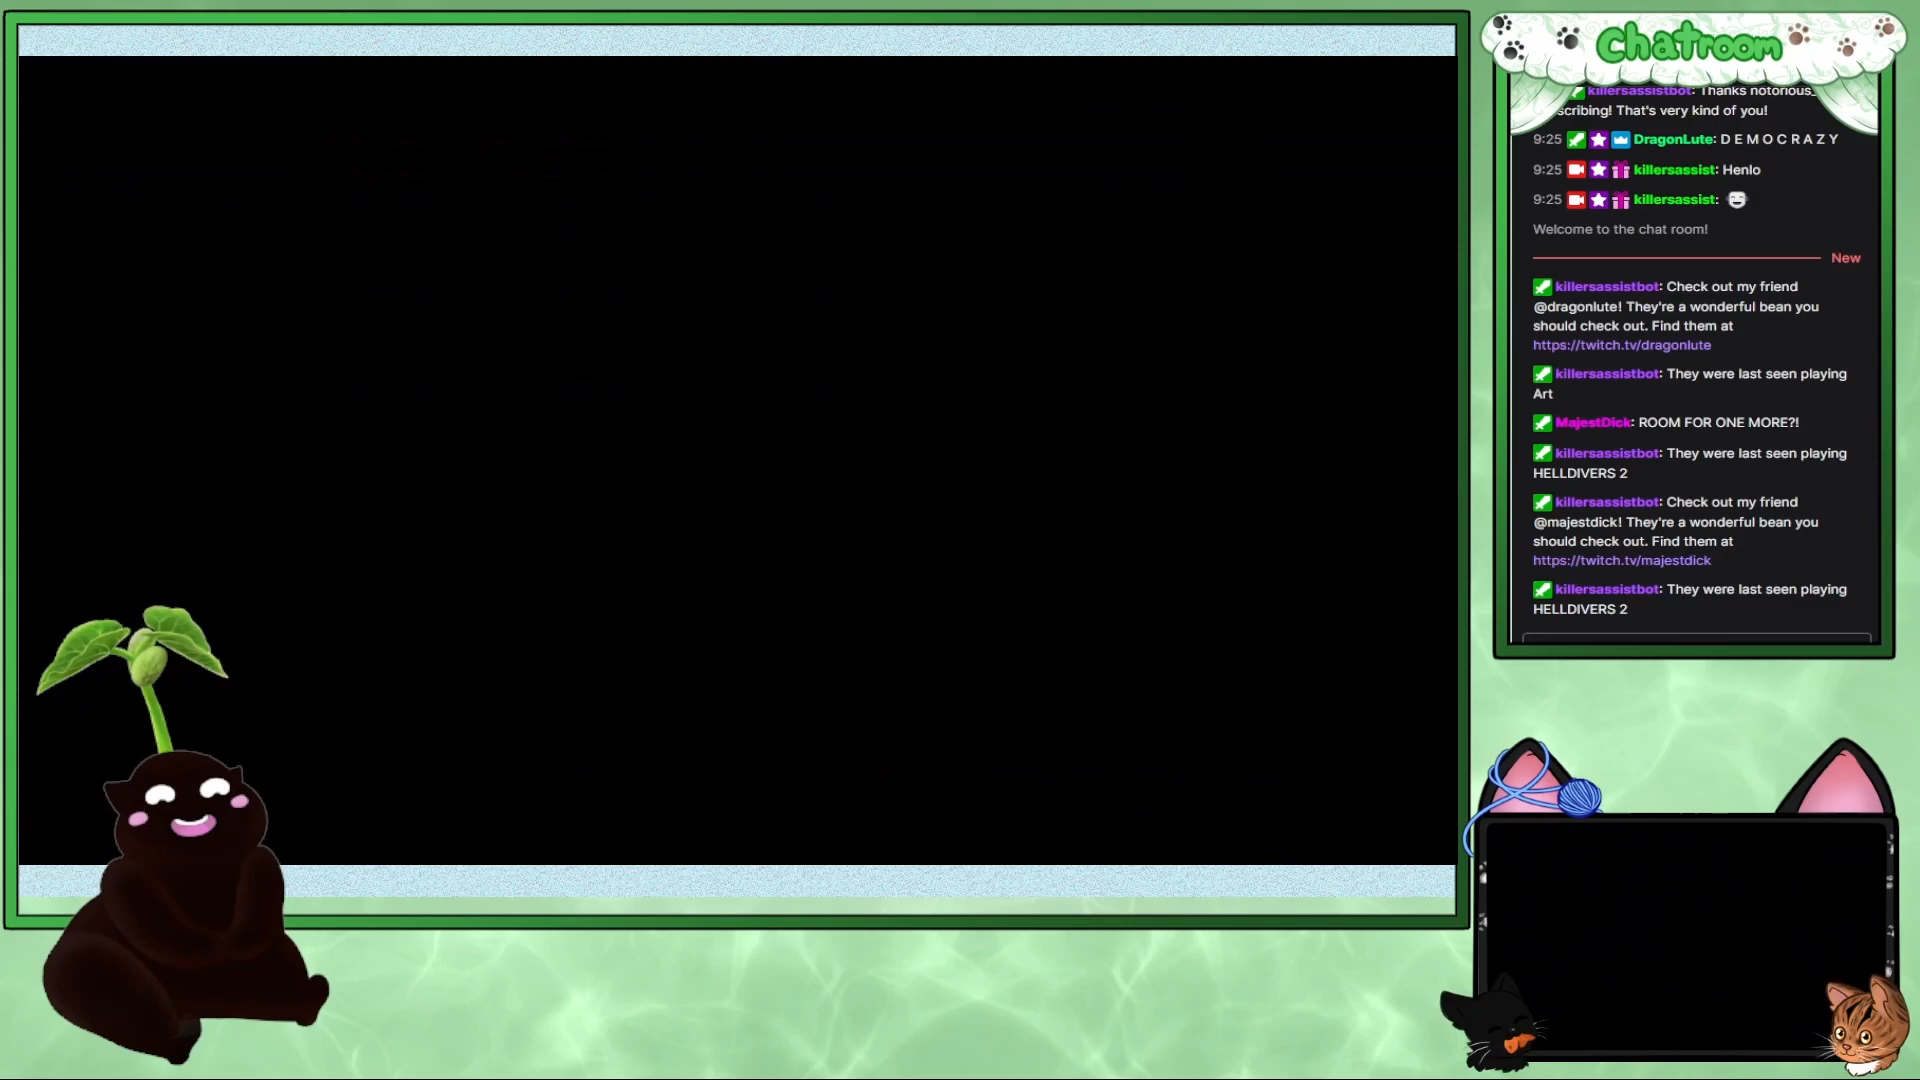 Chatroom
killersassistbot: Thanks notorious_
scribing! That's very kind of you!
9:25 DragonLute: D E M O C R A Z Y
9:25 killersassist: Henlo
9:25 killersassist:
Welcome to the chat room!
New
killersassistbot: Check out my friend
@dragonlute! They're a wonderful bean you
should check out. Find them at
https://twitch.tv/dragonlute
killersassistbot: They were last seen playing
Art
MajestDick: ROOM FOR ONE MORE?!
killersassistbot: They were last seen playing
HELLDIVERS 2
killersassistbot: Check out my friend
@majestdick! They're a wonderful bean you
should check out. Find them at
https://twitch.tv/majestdick
killersassistbot: They were last seen playing
HELLDIVERS 2